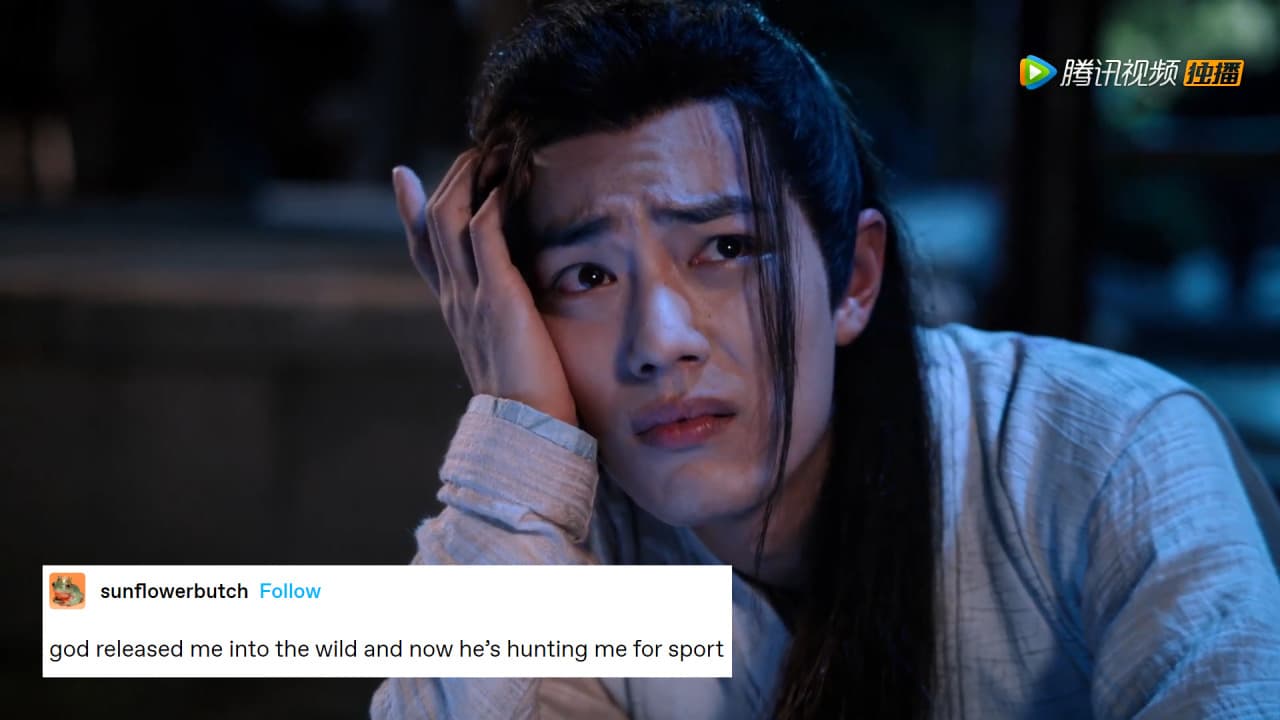 腾讯视频 独播
sunflowerbutch Follow
god released me into the wild and now he’s hunting me for sport